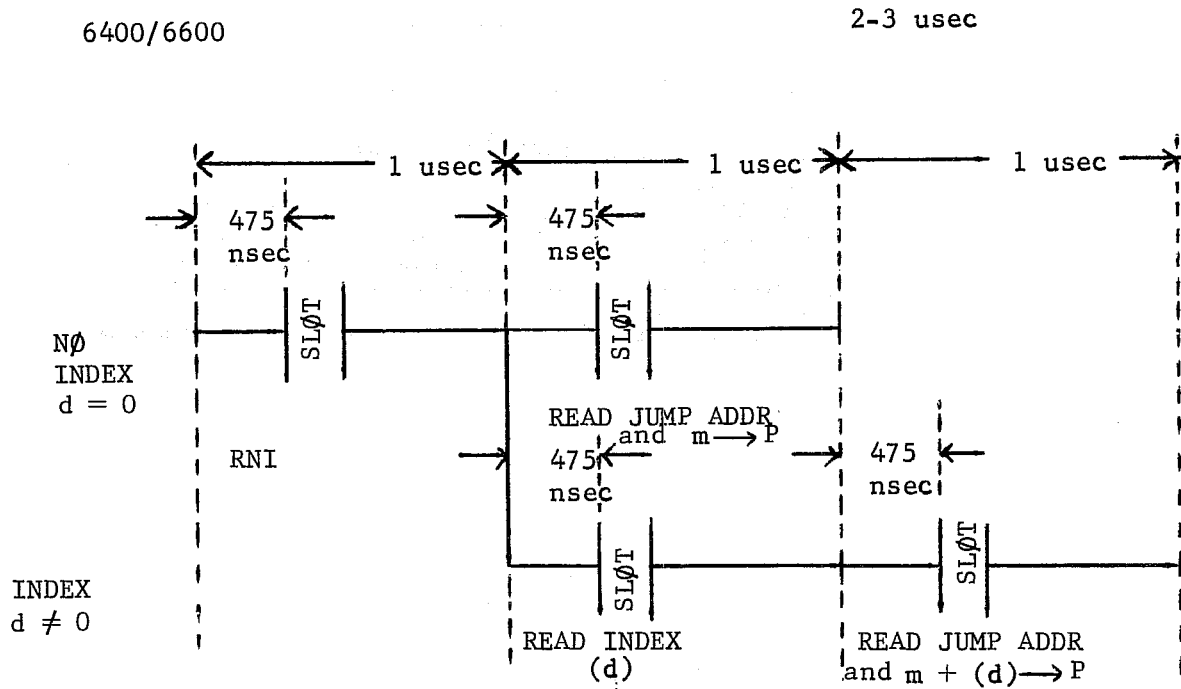 6400/6600
2-3 usec
1 usec
1 usec
1 usec
475
nsec
475
nsec
SLØT
SLØT
NØ
INDEX
d = 0
READ JUMP ADDR
and m→P
RNI
475
nsec
475
nsec
SLØT
SLØT
INDEX
d ≠ 0
READ INDEX
(d)
READ JUMP ADDR
and m + (d)→P